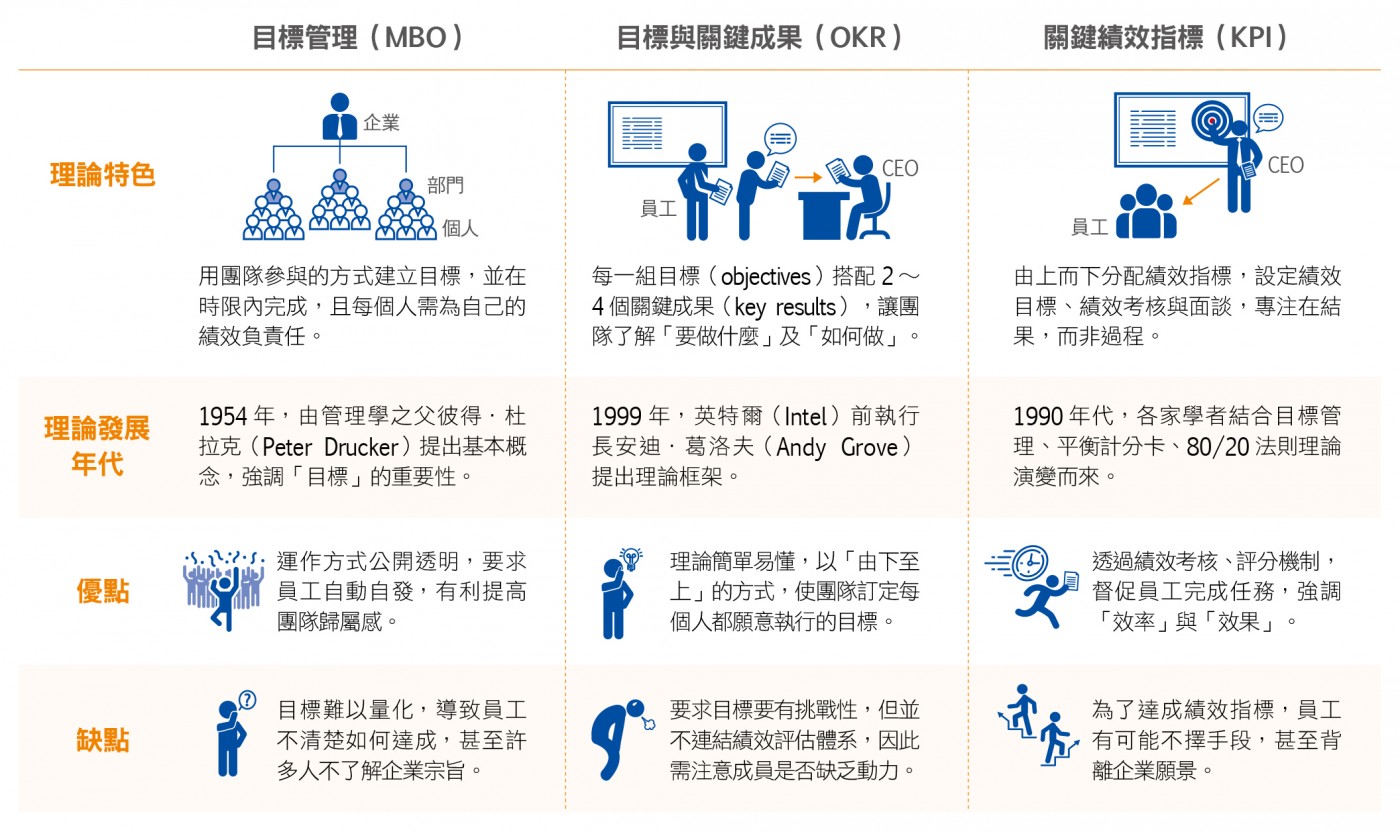 目標管理（MBO）
目標與關鍵成果（OKR）
關鍵績效指標（KPI）
理論特色
企業
部門
個人
用團隊參與的方式建立目標，並在
時限內完成，且每個人需為自己的
績效負責任。
員工
CEO
每一組目標（objectives）搭配 2～
4 個關鍵成果（key results），讓團
隊了解「要做什麼」及「如何做」。
CEO
員工
由上而下分配績效指標，設定績效
目標、績效考核與面談，專注在結
果，而非過程。
理論發展
年代
1954 年，由管理學之父彼得．杜
拉克（Peter Drucker）提出基本概
念，強調「目標」的重要性。
1999 年，英特爾（Intel）前執行
長安迪．葛洛夫（Andy Grove）
提出理論框架。
1990 年代，各家學者結合目標管
理、平衡計分卡、80/20 法則理論
演變而來。
優點
運作方式公開透明，要求
員工自動自發，有利提高
團隊歸屬感。
理論簡單易懂，以「由下至
上」的方式，使團隊訂定每
個人都願意執行的目標。
透過績效考核、評分機制，
督促員工完成任務，強調
「效率」與「效果」。
缺點
目標難以量化，導致員工
不清楚如何達成，甚至許
多人不了解企業宗旨。
要求目標要有挑戰性，但並
不連結績效評估體系，因此
需注意成員是否缺乏動力。
為了達成績效指標，員工
有可能不擇手段，甚至背
離企業願景。